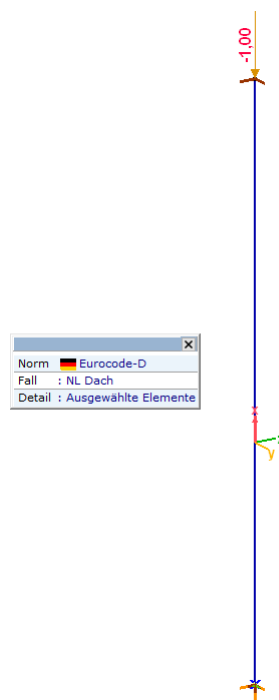 -1,00
Norm Eurocode-D
Fall : NL Dach
Detail : Ausgewählte Elemente
x
y